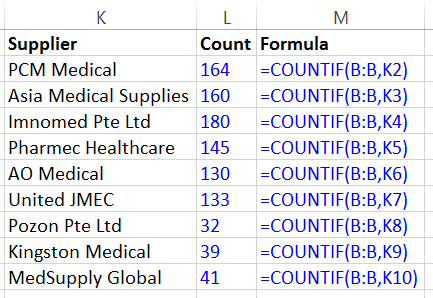 K L M
Supplier Count Formula
PCM Medical 164 =COUNTIF(B:B,K2)
Asia Medical Supplies 160 =COUNTIF(B:B,K3)
Imnomed Pte Ltd 180 =COUNTIF(B:B,K4)
Pharmec Healthcare 145 =COUNTIF(B:B,K5)
AO Medical 130 =COUNTIF(B:B,K6)
United JMEC 133 =COUNTIF(B:B,K7)
Pozon Pte Ltd 32 =COUNTIF(B:B,K8)
Kingston Medical 39 =COUNTIF(B:B,K9)
MedSupply Global 41 =COUNTIF(B:B,K10)